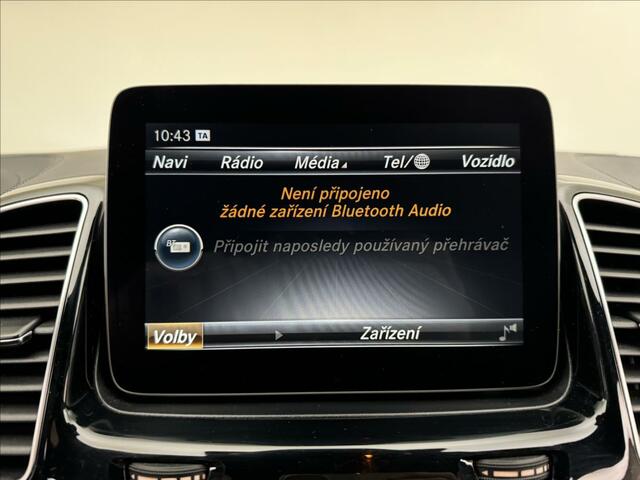 10:43 TA
Navi Rádio Média Tel/ Vozidlo
Není připojeno
žádné zařízení Bluetooth Audio
BT Připojit naposledy používaný přehrávač
Volby Zařízení